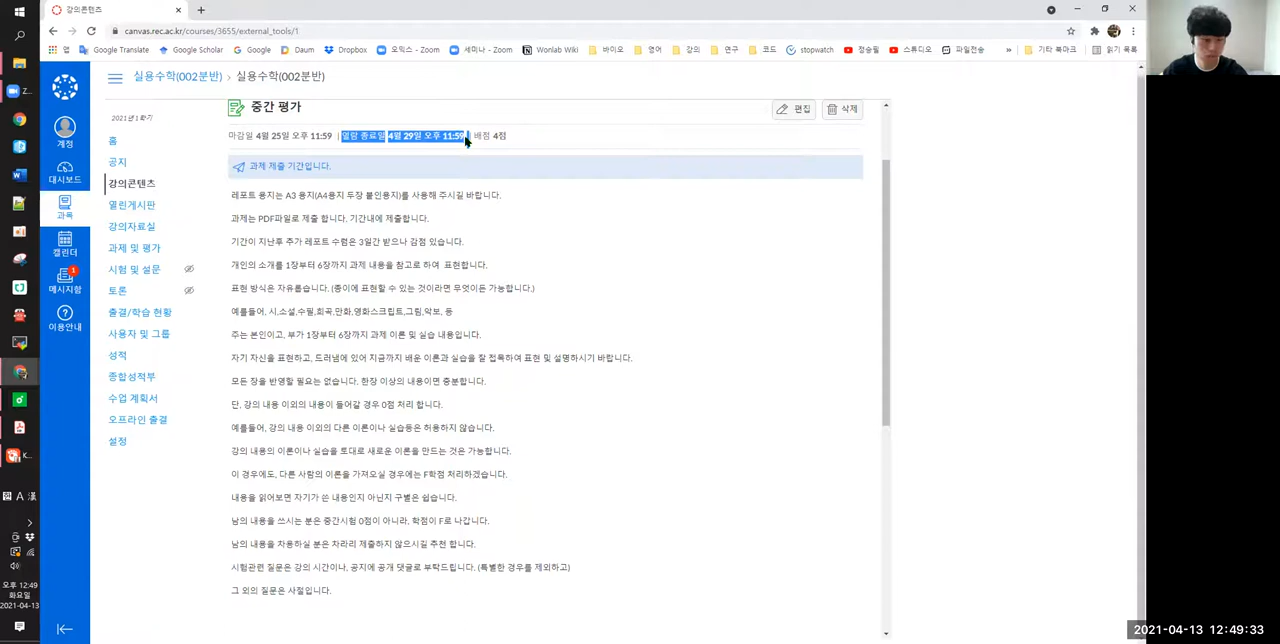 강의콘텐츠
canvas.rec.ac.kr/courses/3655/external_tools/1
앱 Google Translate Google Scholar Google Daum Dropbox 오믹스 - Zoom 세미나 - Zoom Wonlab Wiki 바이오 영어 강의 연구 코드 stopwatch 정승필 스튜디오 파일전송 » 기타 북마크 읽기 목록
실용수학(002분반) › 실용수학(002분반)
2021년 1학기
계정
대시보드
과목
캘린더
1
메시지함
이용안내
홈
공지
강의콘텐츠
열린게시판
강의자료실
과제 및 평가
시험 및 설문
토론
출결/학습 현황
사용자 및 그룹
성적
종합성적부
수업 계획서
오프라인 출결
설정
중간 평가
편집 삭제
마감일 4월 25일 오후 11:59 | 열람 종료일 4월 29일 오후 11:59 | 배점 4점
과제 제출 기간입니다.
레포트 용지는 A3 용지(A4용지 두장 붙인용지)를 사용해 주시길 바랍니다.
과제는 PDF파일로 제출 합니다. 기간내에 제출합니다.
기간이 지난후 추가 레포트 수렴은 3일간 받으나 감점 있습니다.
개인의 소개를 1장부터 6장까지 과제 내용을 참고로 하여 표현합니다.
표현 방식은 자유롭습니다. (종이에 표현할 수 있는 것이라면 무엇이든 가능합니다.)
예를들어, 시,소설,수필,희곡,만화,영화스크립트,그림,악보, 등
주는 본인이고, 부가 1장부터 6장까지 과제 이론 및 실습 내용입니다.
자기 자신을 표현하고, 드러냄에 있어 지금까지 배운 이론과 실습을 잘 접목하여 표현 및 설명하시기 바랍니다.
모든 장을 반영할 필요는 없습니다. 한장 이상의 내용이면 충분합니다.
단, 강의 내용 이외의 내용이 들어갈 경우 0점 처리 합니다.
예를들어, 강의 내용 이외의 다른 이론이나 실습등은 허용하지 않습니다.
강의 내용의 이론이나 실습을 토대로 새로운 이론을 만드는 것은 가능합니다.
이 경우에도, 다른 사람의 이론을 가져오실 경우에는 F학점 처리하겠습니다.
내용을 읽어보면 자기가 쓴 내용인지 아닌지 구별은 쉽습니다.
남의 내용을 쓰시는 분은 중간시험 0점이 아니라, 학점이 F로 나갑니다.
남의 내용을 차용하실 분은 차라리 제출하지 않으시길 추천 합니다.
시험관련 질문은 강의 시간이나, 공지에 공개 댓글로 부탁드립니다. (특별한 경우를 제외하고)
그 외의 질문은 사절입니다.
Z...
K...
A 漢
오후 12:49
화요일
2021-04-13
2021-04-13 12:49:33